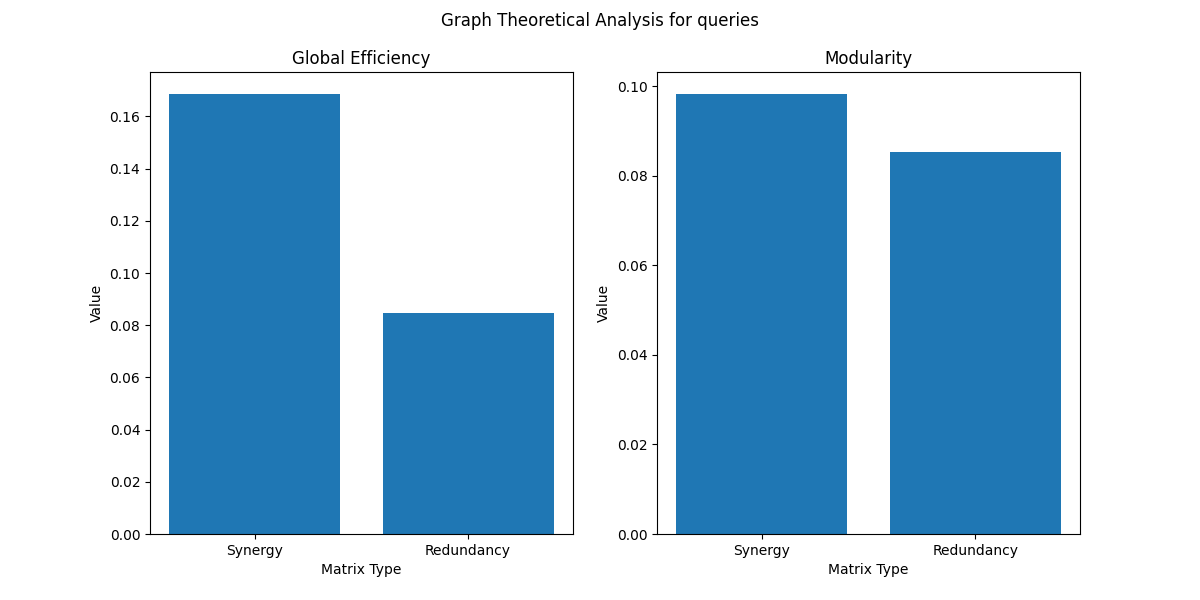 Graph Theoretical Analysis for queries
Global Efficiency
Value
0.16
0.14
0.12
0.10
0.08
0.06
0.04
0.02
0.00
Synergy
Redundancy
Matrix Type
Modularity
Value
0.10
0.08
0.06
0.04
0.02
0.00
Synergy
Redundancy
Matrix Type